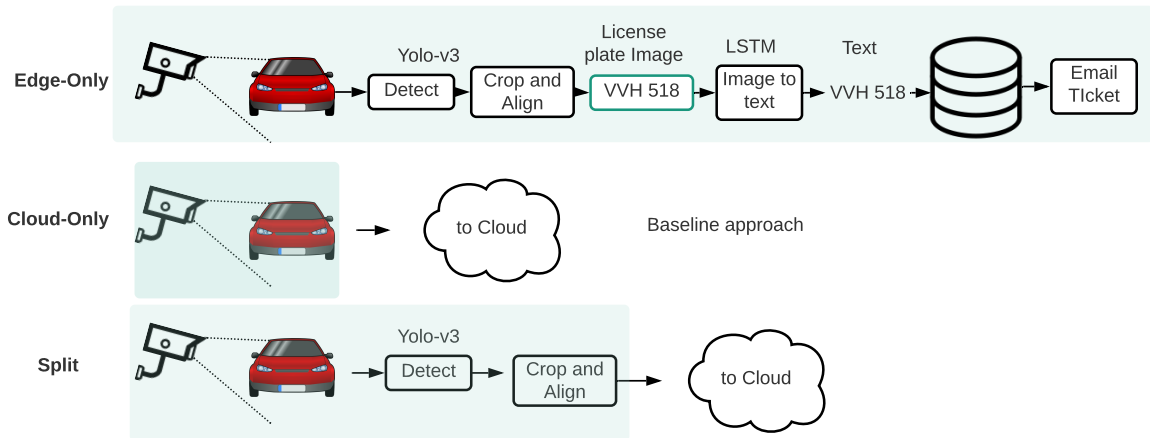 Edge-Only
Yolo-v3
Detect
Crop and
Align
License
plate Image
VVH 518
LSTM
Image to
text
Text
VVH 518
Email
TIcket
Cloud-Only
to Cloud
Baseline approach
Split
Yolo-v3
Detect
Crop and
Align
to Cloud